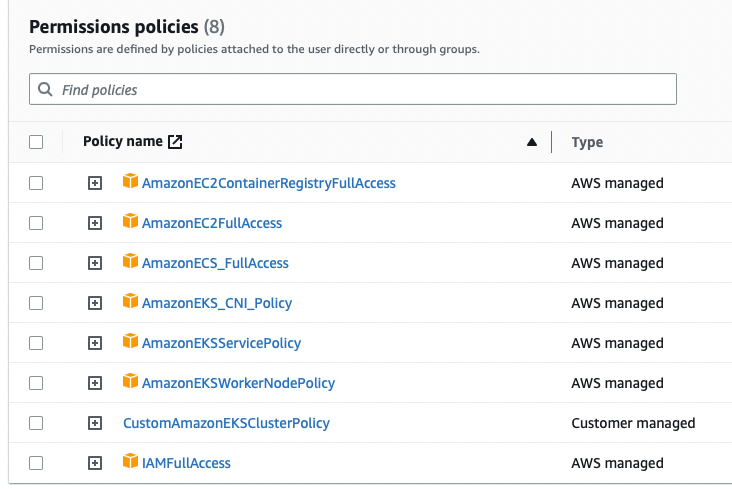 Permissions policies (8)
Permissions are defined by policies attached to the user directly or through groups.
Find policies
Policy name Type
AmazonEC2ContainerRegistryFullAccess AWS managed
AmazonEC2FullAccess AWS managed
AmazonECS_FullAccess AWS managed
AmazonEKS_CNI_Policy AWS managed
AmazonEKSServicePolicy AWS managed
AmazonEKSWorkerNodePolicy AWS managed
CustomAmazonEKSClusterPolicy Customer managed
IAMFullAccess AWS managed